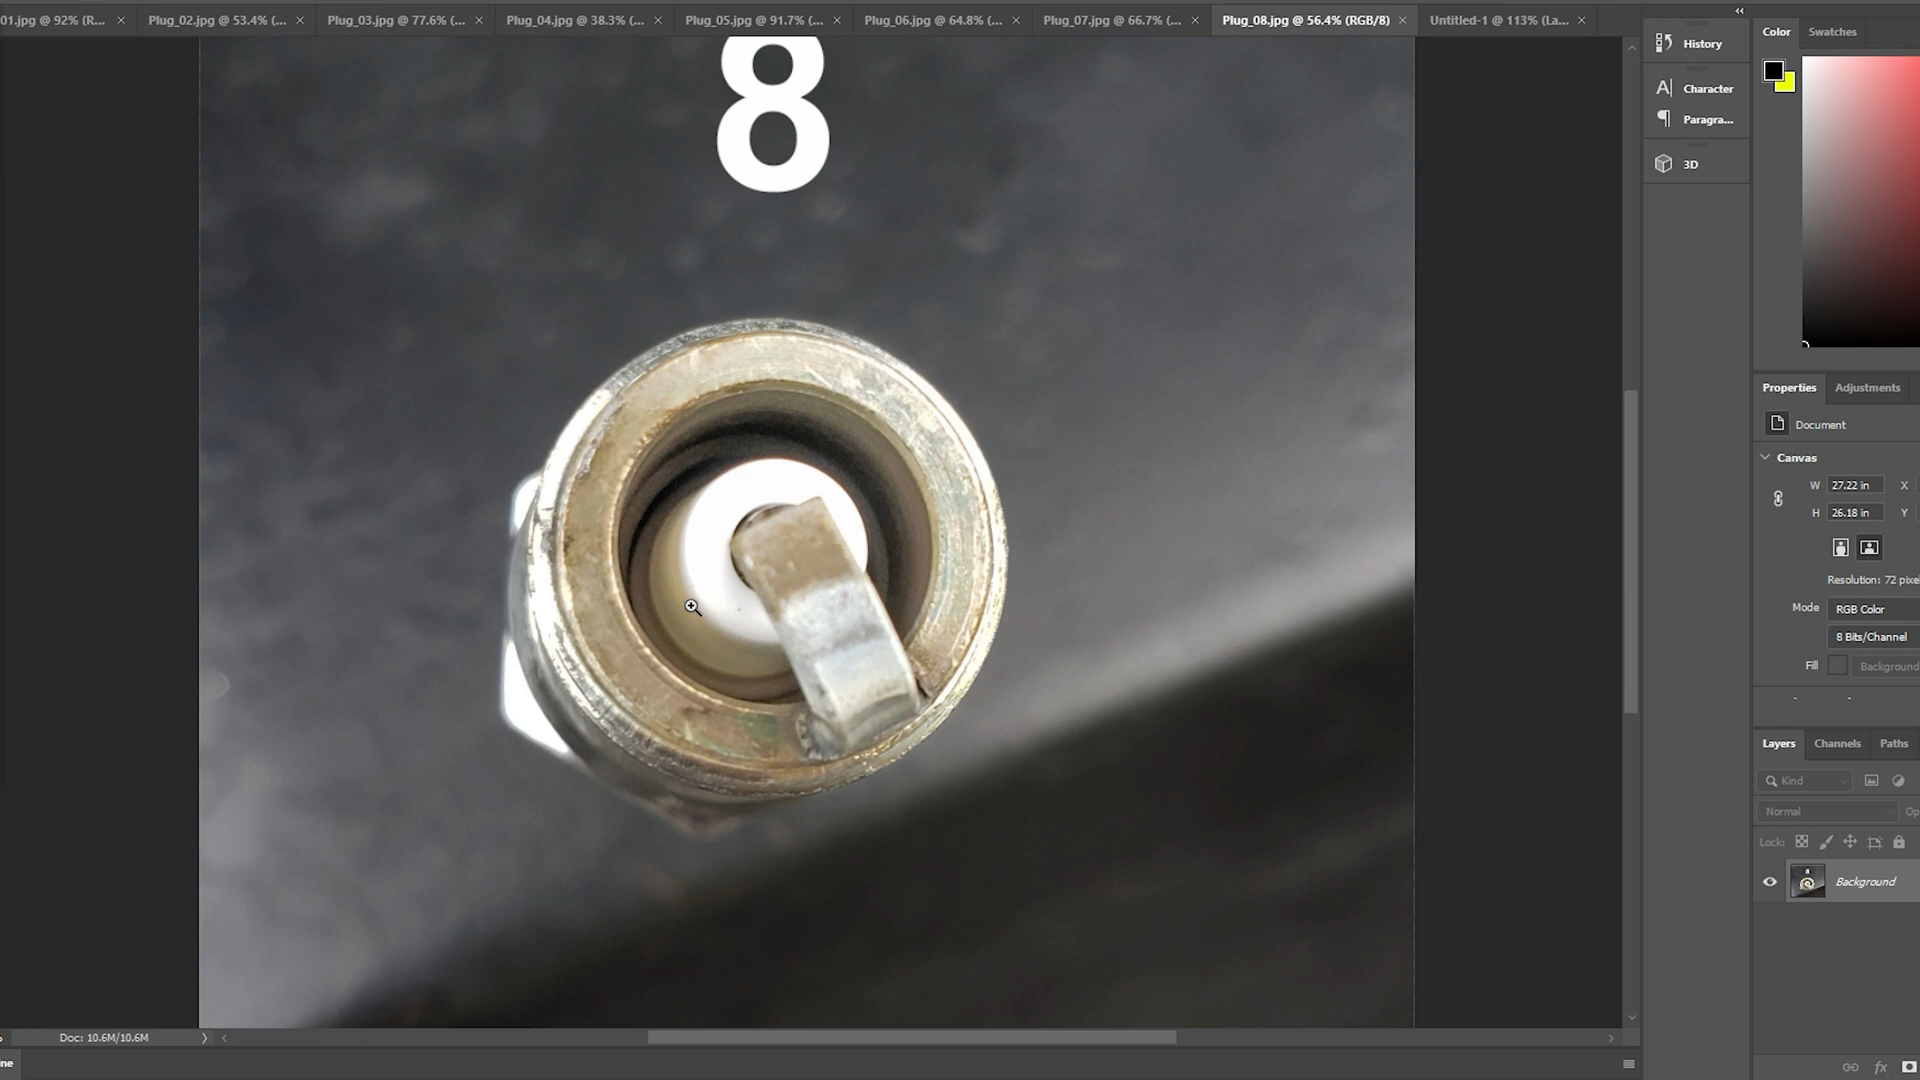 01.jpg @ 92% (R...
Plug_02.jpg @ 53.4% (...
Plug_03.jpg @ 77.6% (...
Plug_04.jpg @ 38.3% (...
Plug_05.jpg @ 91.7% (...
Plug_06.jpg @ 64.8% (...
Plug_07.jpg @ 66.7% (...
Plug_08.jpg @ 56.4% (RGB/8)
Untitled-1 @ 113% (La...
8
History
Character
Paragra...
3D
Color
Swatches
Properties
Adjustments
Document
Canvas
W 27.22 in X
H 26.18 in Y
Resolution: 72 pixel
Mode RGB Color
8 Bits/Channel
Fill Background
Layers
Channels
Paths
Kind
Normal Op
Lock:
Background
fx
Doc: 10.6M/10.6M
ne